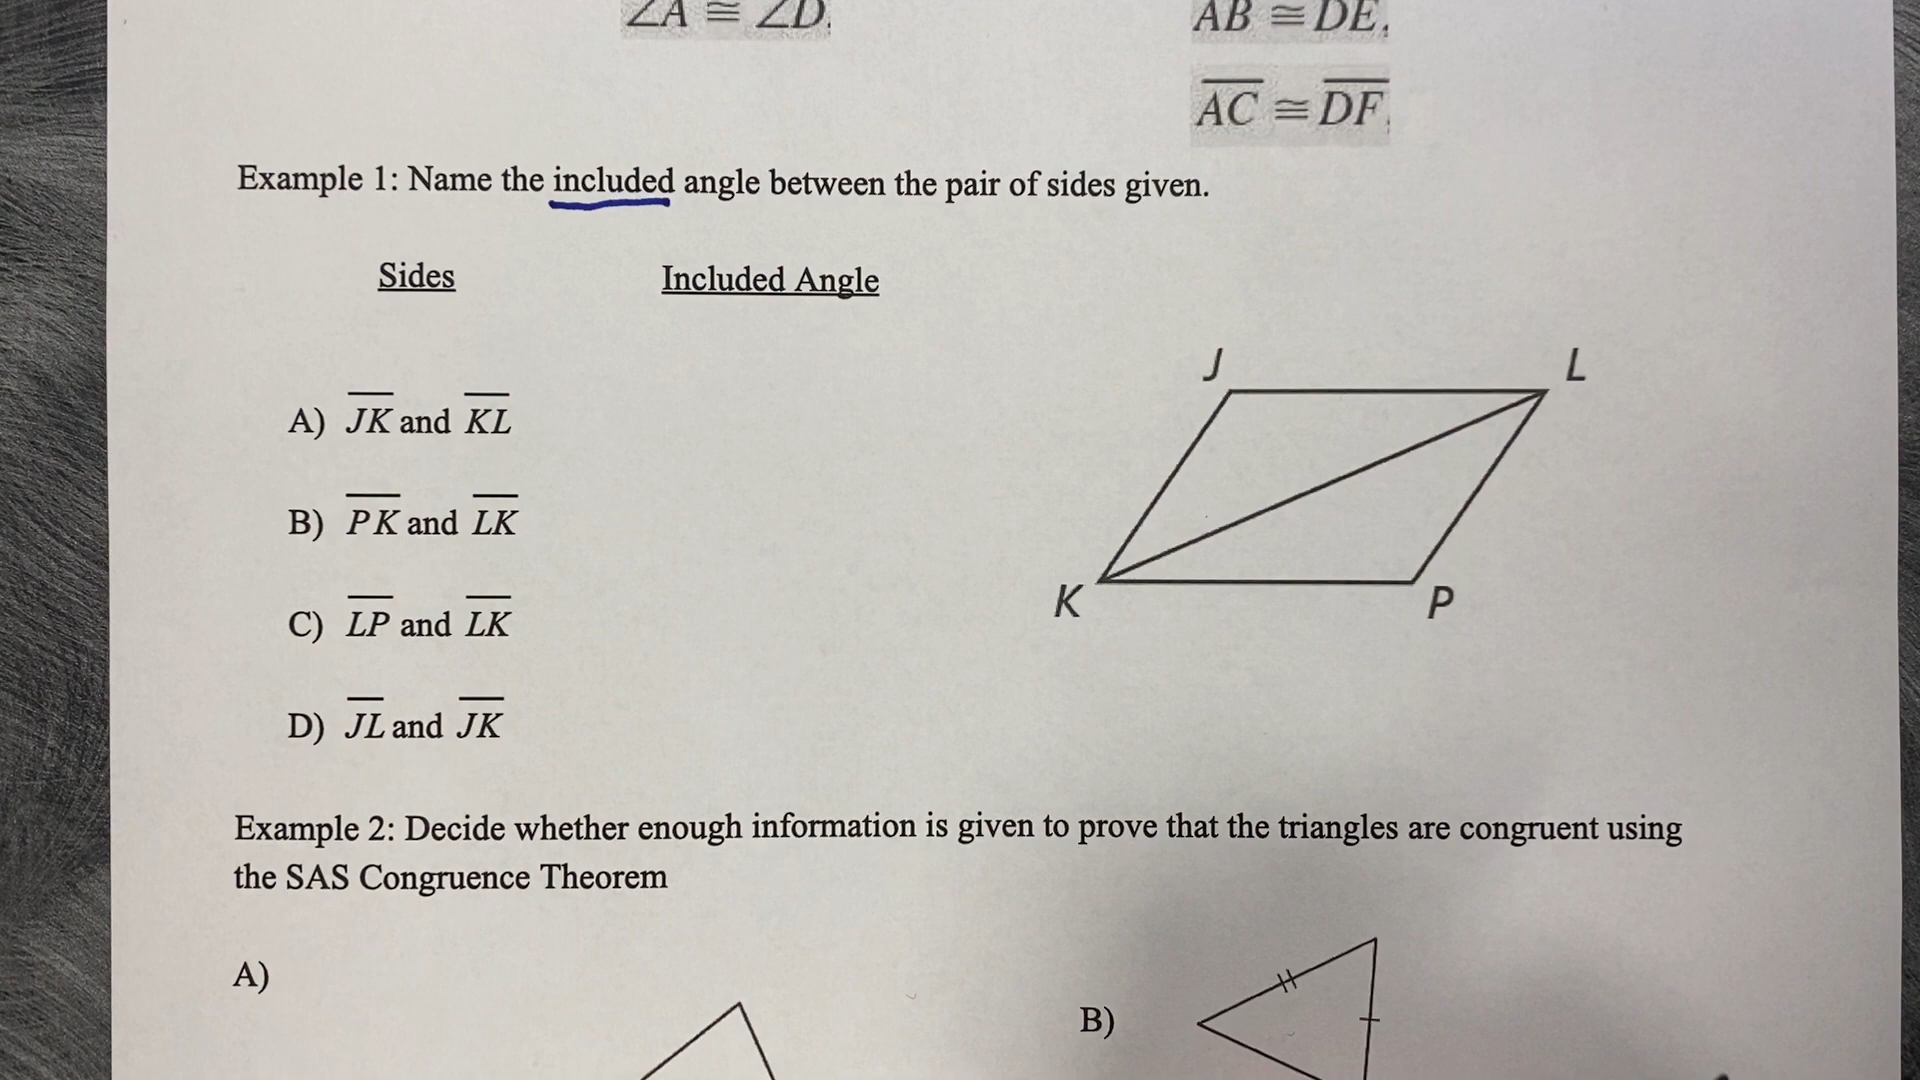 ∠A ≅ ∠D.
AB ≅ DE,
AC ≅ DF,
Example 1: Name the included angle between the pair of sides given.
Sides
Included Angle
J
L
A) JK and KL
B) PK and LK
K
P
C) LP and LK
D) JL and JK
Example 2: Decide whether enough information is given to prove that the triangles are congruent using
the SAS Congruence Theorem
A)
B)